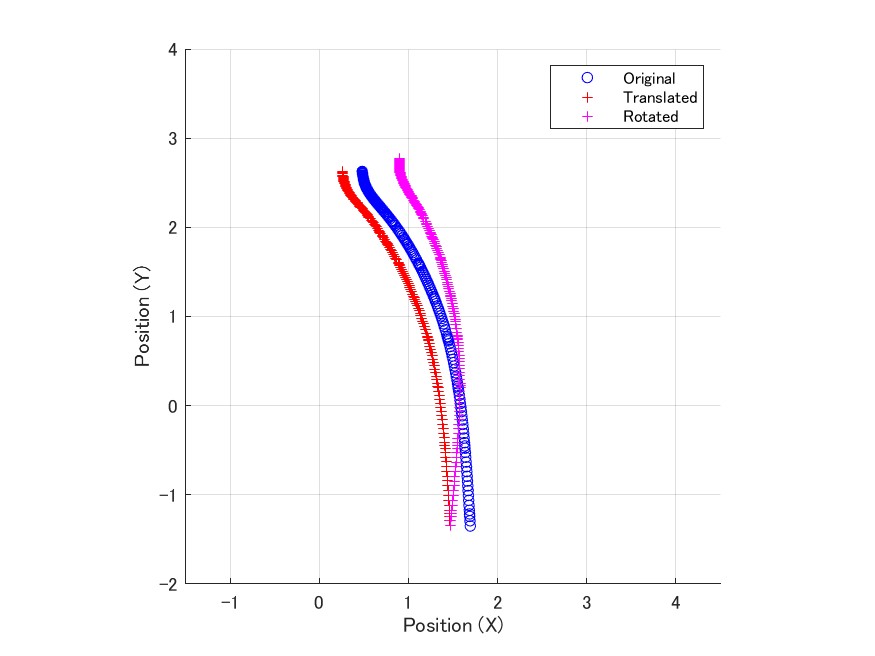 4
Original
Translated
Rotated
3
2
1
0
-1
-2
Position (Y)
-1 0 1 2 3 4
Position (X)